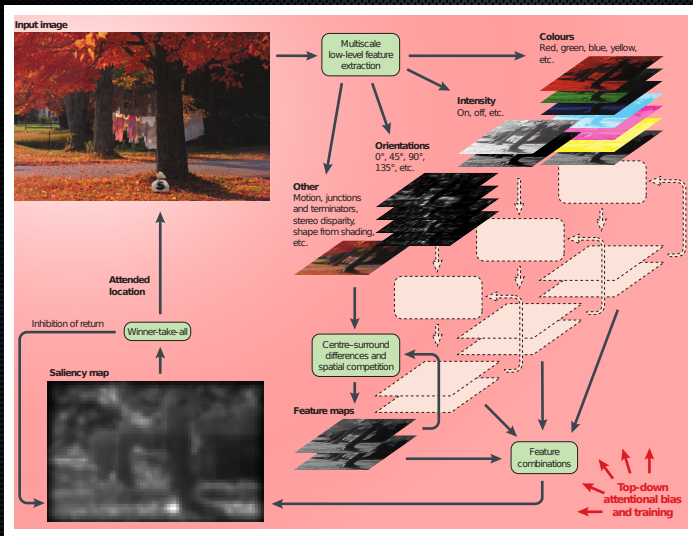 Input image
Multiscale
low-level feature
extraction
Colours
Red, green, blue, yellow,
etc.
Intensity
On, off, etc.
Orientations
0°, 45°, 90°,
135°, etc.
Other
Motion, junctions
and terminators,
stereo disparity,
shape from shading,
etc.
S
Attended
location
Inhibition of return
Winner-take-all
Centre–surround
differences and
spatial competition
Saliency map
Feature maps
Feature
combinations
Top-down
attentional bias
and training